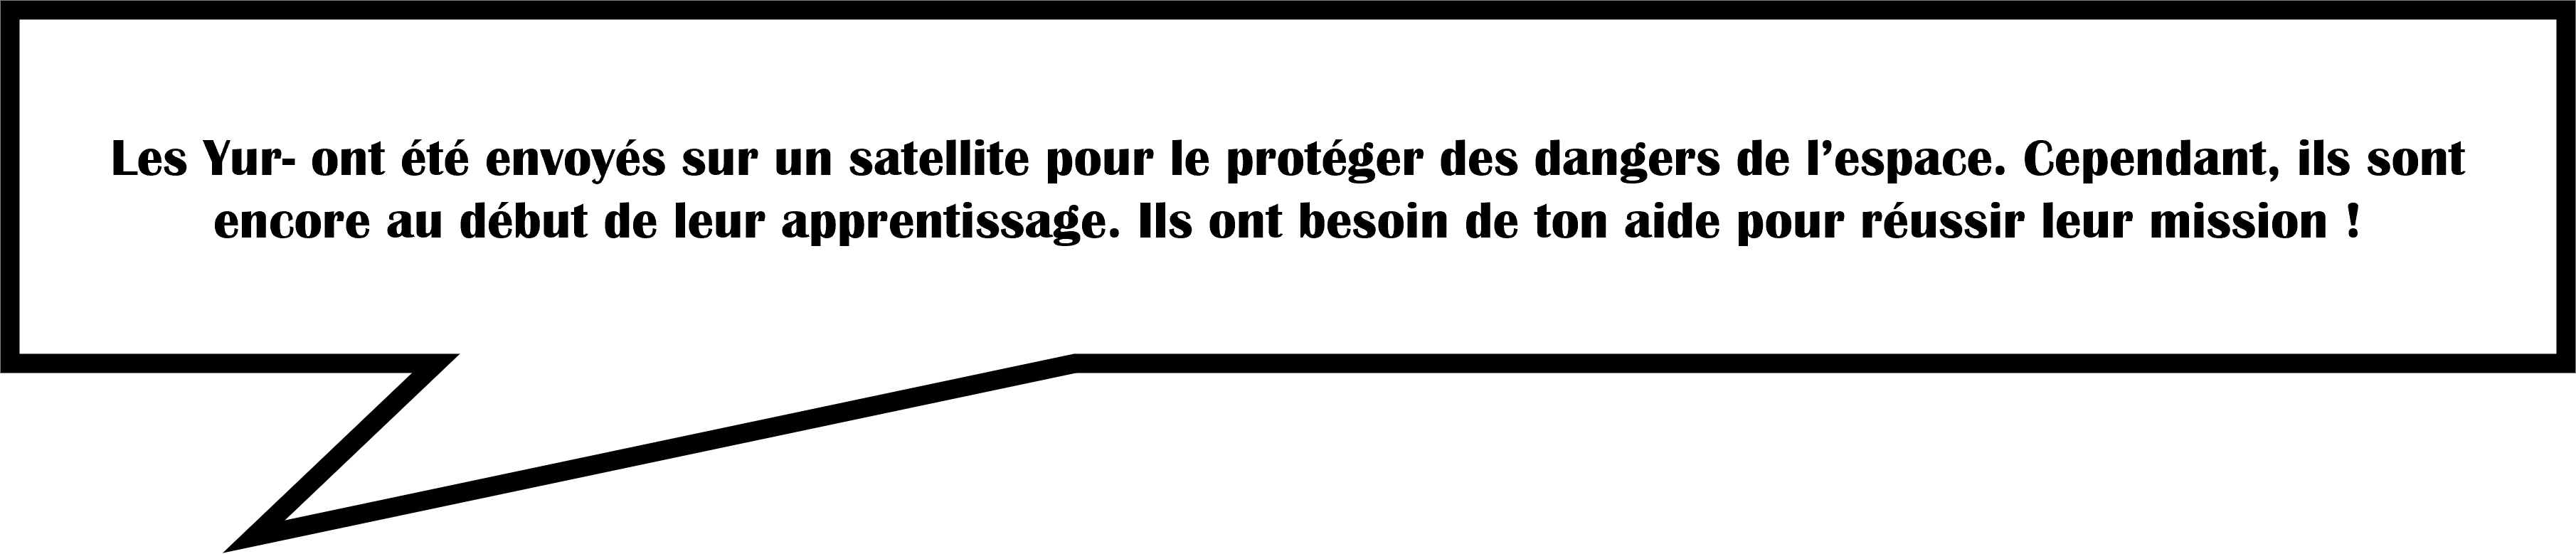 Les Yur- ont été envoyés sur un satellite pour le protéger des dangers de l’espace. Cependant, ils sont
encore au début de leur apprentissage. Ils ont besoin de ton aide pour réussir leur mission !